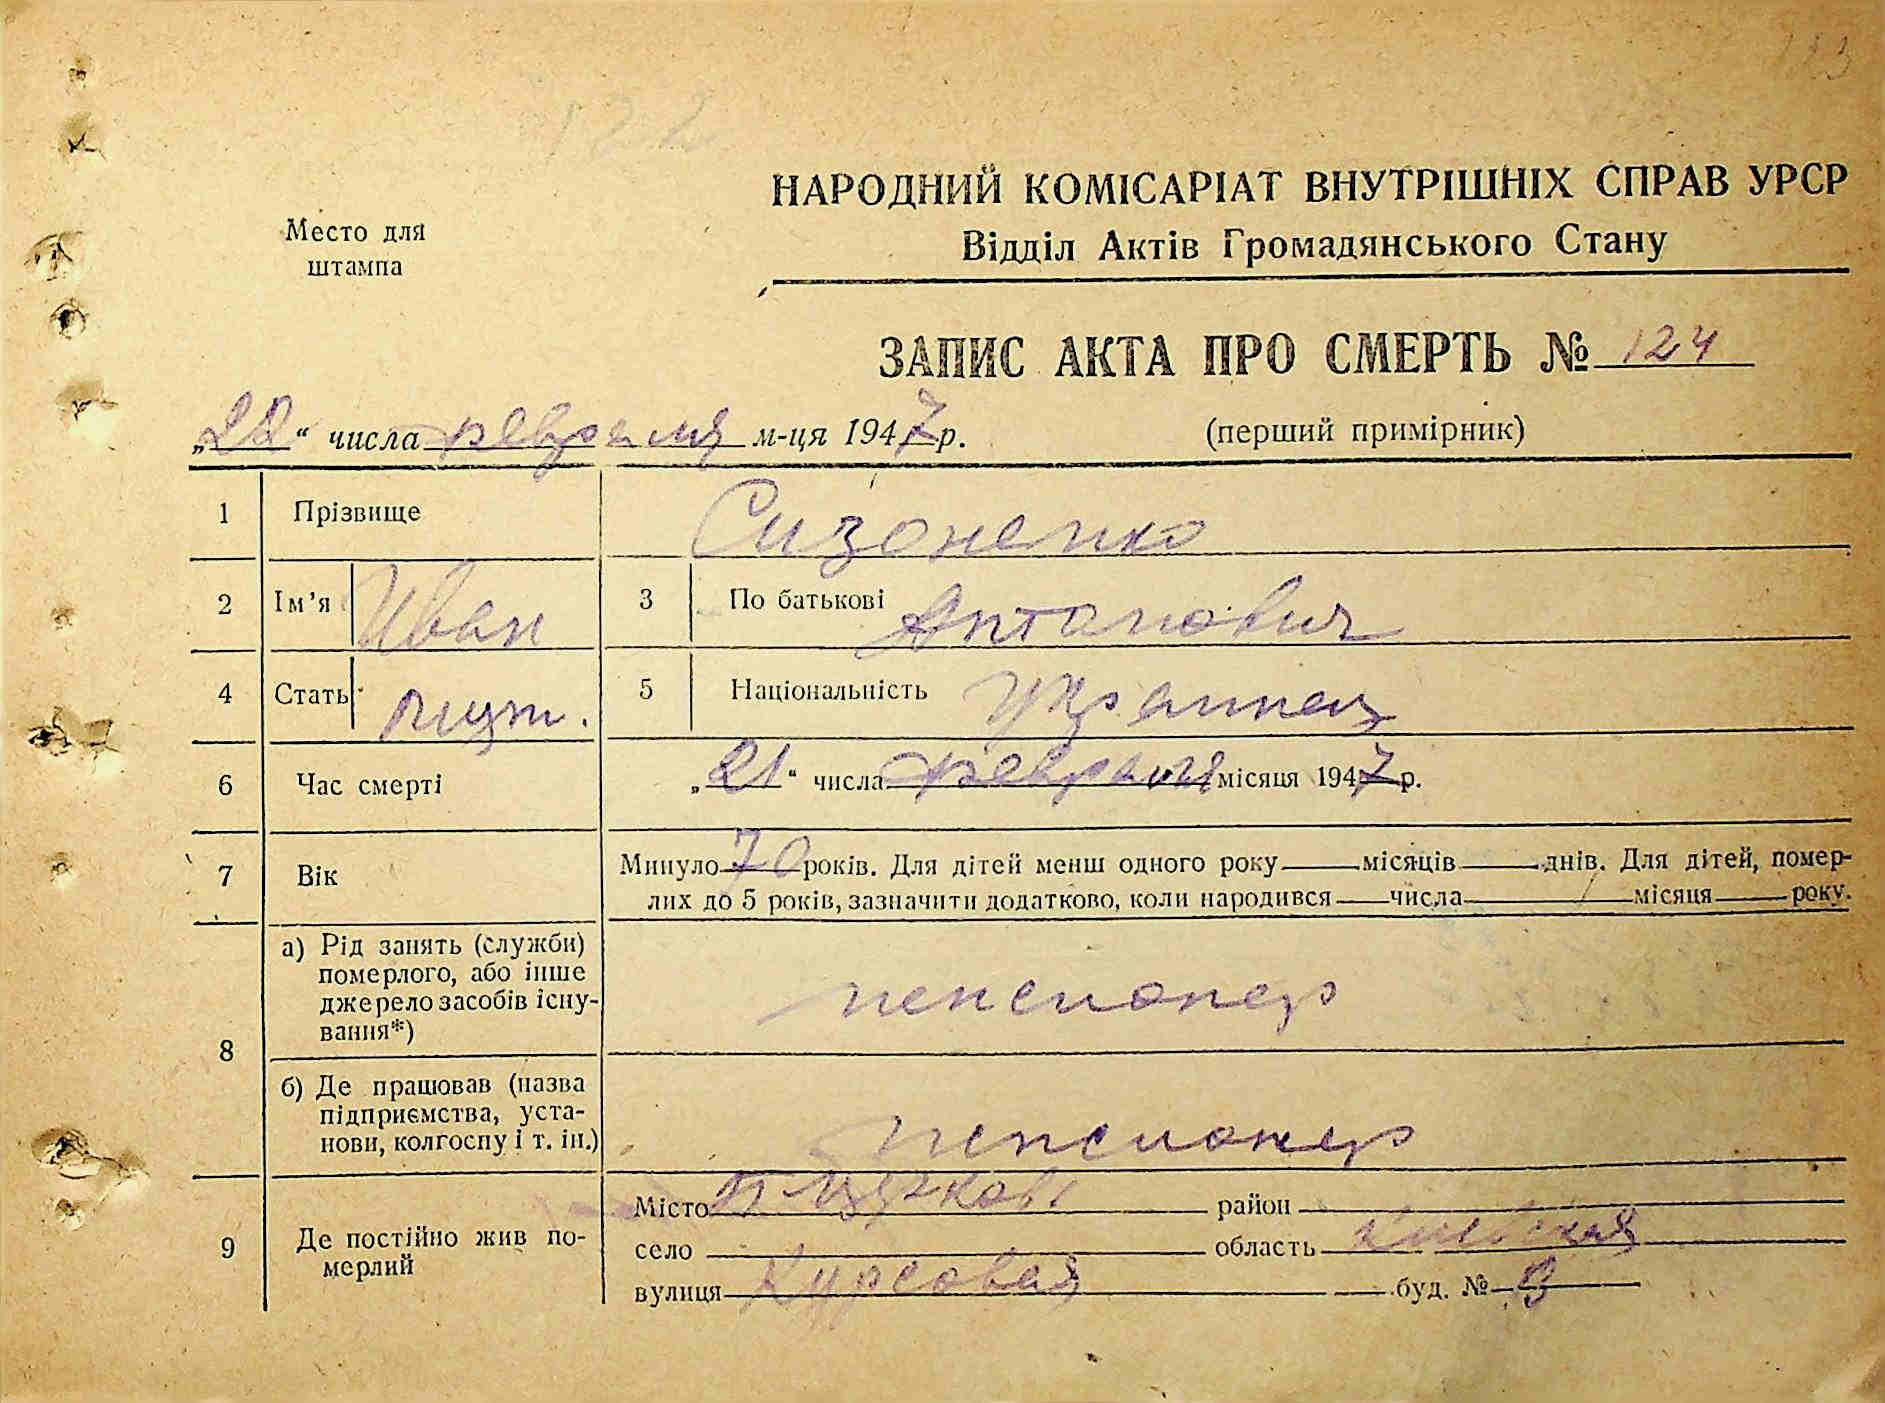 122
НАРОДНИЙ КОМІСАРІАТ ВНУТРІШНІХ СПРАВ УРСР
Відділ Актів Громадянського Стану
Место для
штампа
ЗАПИС АКТА ПРО СМЕРТЬ № 124
„22“ числа февраля м-ця 1947 р.
(перший примірник)
1 Прізвище Сизоненко
2 Ім’я Иван 3 По батькові Антонович
4 Стать муж. 5 Національність Украинец
6 Час смерті „21“ числа февраля місяця 1947 р.
7 Вік Минуло 70 років. Для дітей менш одного року — місяців — днів. Для дітей, помер-
лих до 5 років, зазначити додатково, коли народився — числа — місяця — року.
8 а) Рід занять (служби)
померлого, або інше
джерело засобів існу-
вання*) пенсионер
б) Де працював (назва
підприємства, уста-
нови, колгоспу і т. ін.) пенсионер
9 Де постійно жив по-
мерлий
Місто район
село область Киевская
вулиця Курсовая буд. №